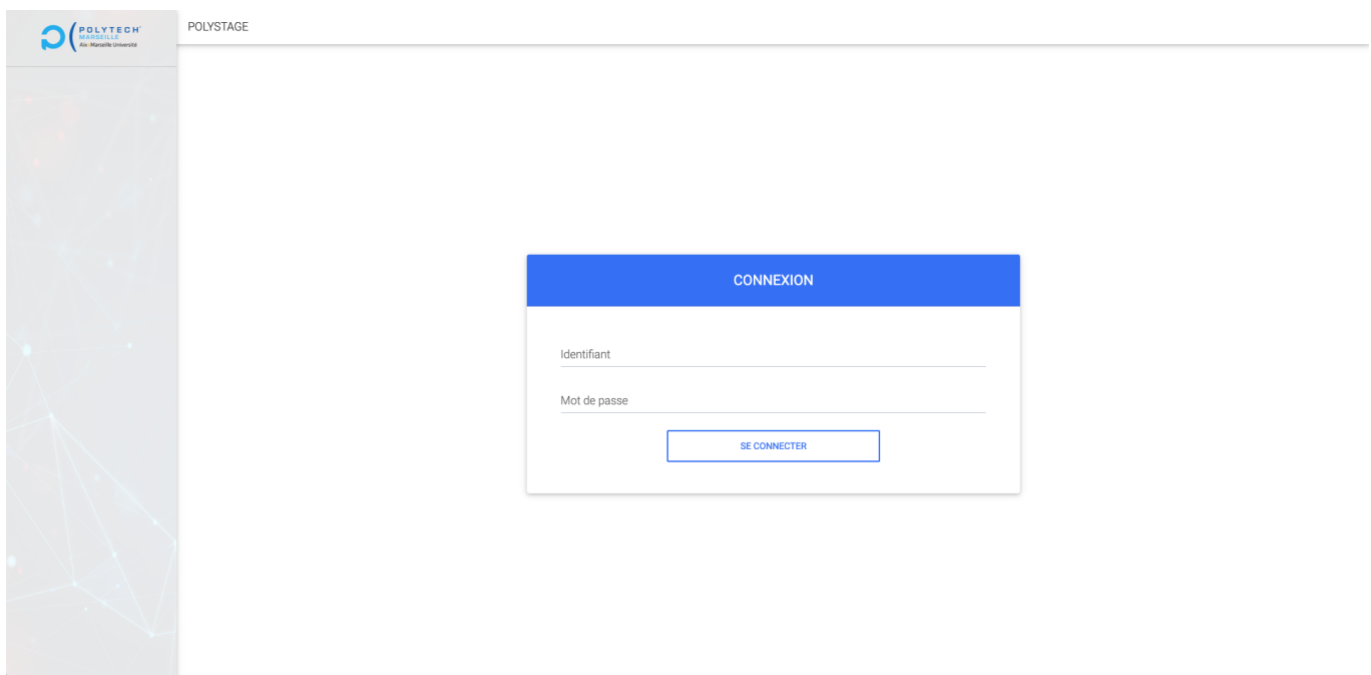 POLYTECH
MARSEILLE
Aix-Marseille Université
POLYSTAGE
CONNEXION
Identifiant
Mot de passe
SE CONNECTER